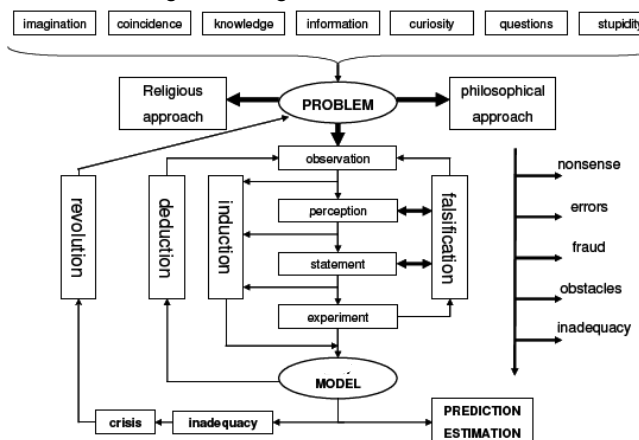 imagination
coincidence
knowledge
information
curiosity
questions
stupidity
Religious
approach
PROBLEM
philosophical
approach
observation
revolution
deduction
induction
perception
statement
experiment
falsification
nonsense
errors
fraud
obstacles
inadequacy
MODEL
crisis
inadequacy
PREDICTION
ESTIMATION